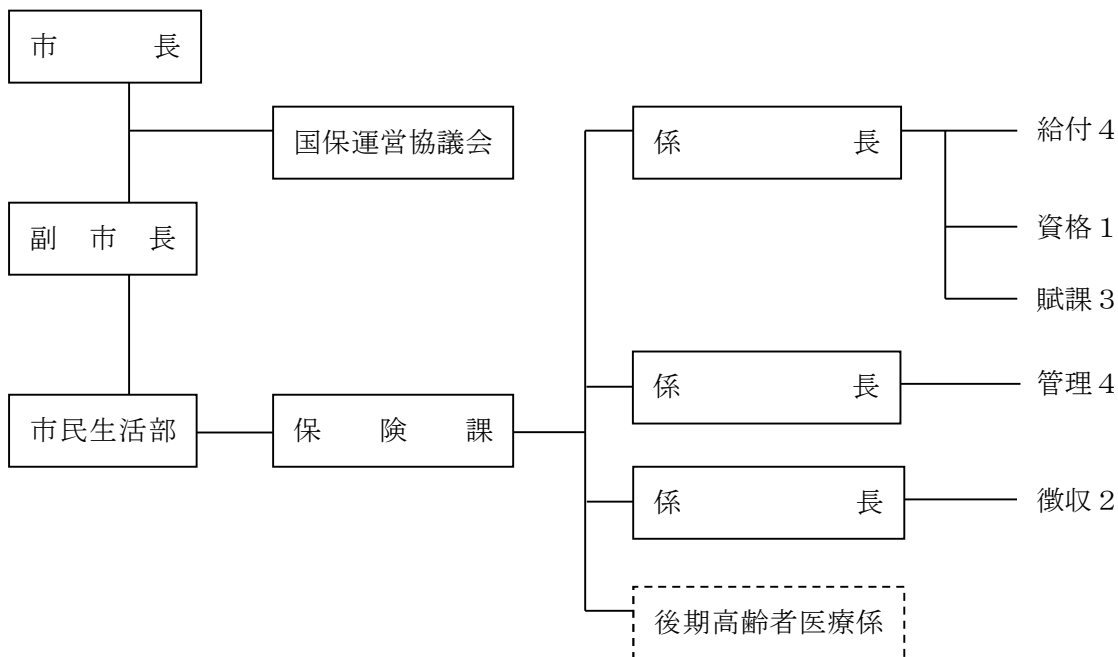 市長
国保運営協議会
係長
給付4
副市長
資格1
賦課3
係長
管理4
市民生活部
保険課
係長
徴収2
後期高齢者医療係